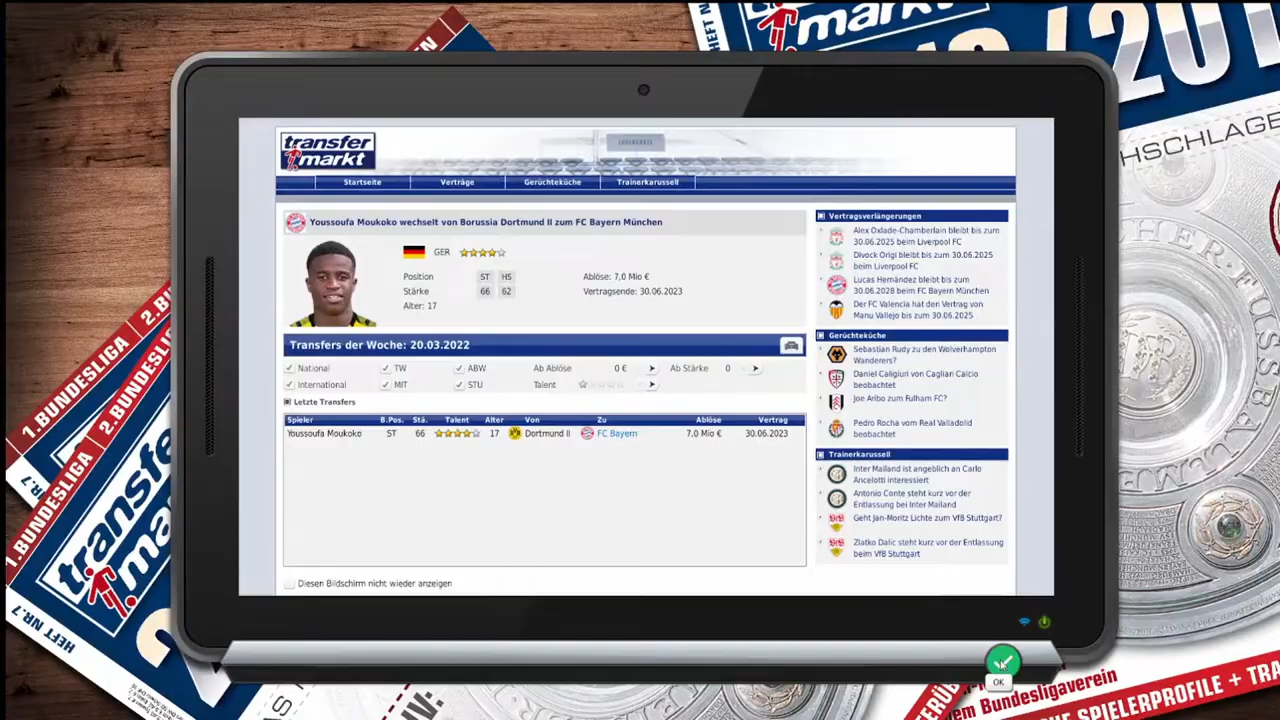 transfer
markt
Startseite Verträge Gerüchteküche Trainerkarussell
Youssoufa Moukoko wechselt von Borussia Dortmund II zum FC Bayern München
GER
Position ST HS Ablöse: 7,0 Mio €
Stärke 66 62 Vertragsende: 30.06.2023
Alter: 17
Transfers der Woche: 20.03.2022
National TW ABW Ab Ablöse 0 € Ab Stärke 0
International MIT STU Talent
Letzte Transfers
Spieler B.Pos. Stä. Talent Alter Von Zu Ablöse Vertrag
Youssoufa Moukoko ST 66 17 Dortmund II FC Bayern 7,0 Mio € 30.06.2023
Diesen Bildschirm nicht wieder anzeigen
Vertragsverlängerungen
Alex Oxlade-Chamberlain bleibt bis zum
30.06.2025 beim Liverpool FC
Divock Origi bleibt bis zum 30.06.2025
beim Liverpool FC
Lucas Hernández bleibt bis zum
30.06.2028 beim FC Bayern München
Der FC Valencia hat den Vertrag von
Manu Vallejo bis zum 30.06.2025
Gerüchteküche
Sebastian Rudy zu den Wolverhampton
Wanderers?
Daniel Caligiuri von Cagliari Calcio
beobachtet
Joe Aribo zum Fulham FC?
Pedro Rocha vom Real Valladolid
beobachtet
Trainerkarussell
Inter Mailand ist angeblich an Carlo
Ancelotti interessiert
Antonio Conte steht kurz vor der
Entlassung bei Inter Mailand
Geht Jan-Moritz Lichte zum VfB Stuttgart?
Zlatko Dalic steht kurz vor der Entlassung
beim VfB Stuttgart
OK
1.BUNDESLIGA
2.BUNDESLIGA
1.BUNDESLIGA
HEFT NR.7
HSCHLAGE
em Bundesligaverein
SPIELERPROFILE + TRA